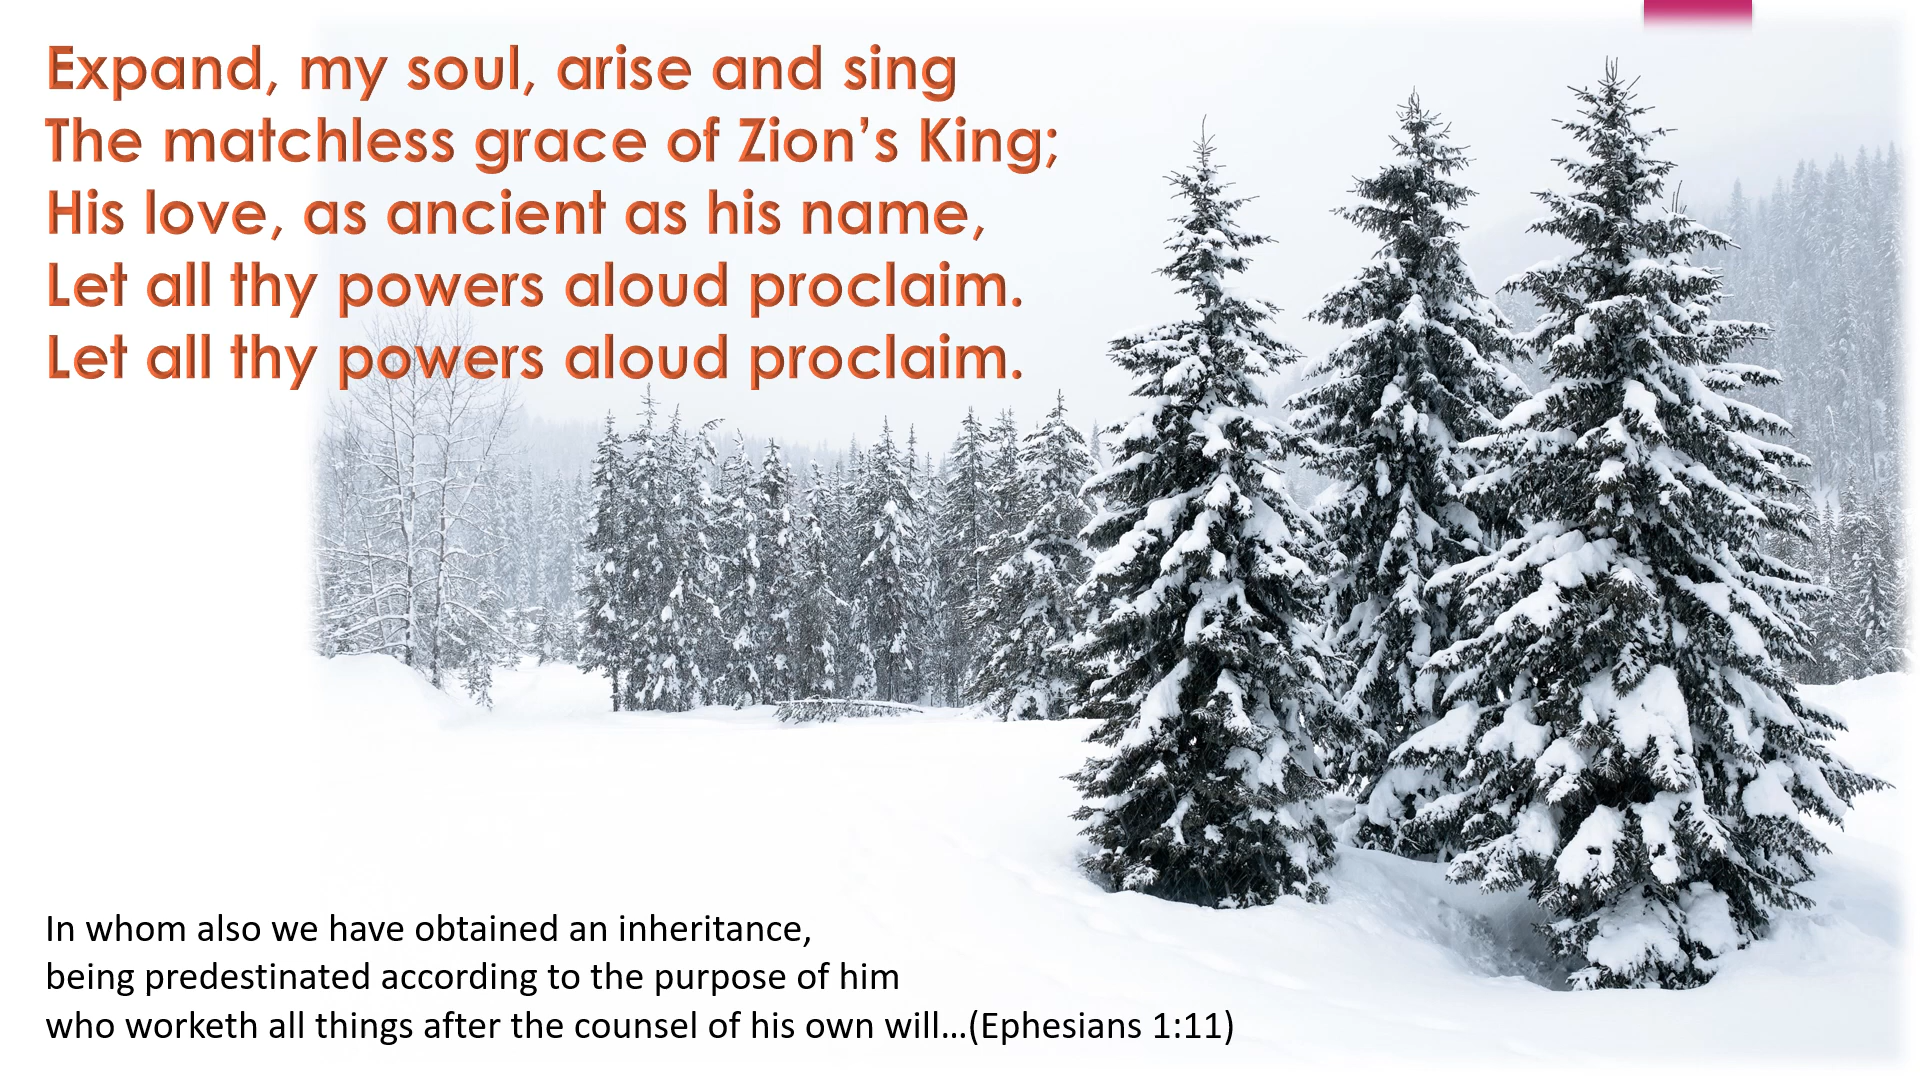 Expand, my soul, arise and sing
The matchless grace of Zion’s King;
His love, as ancient as his name,
Let all thy powers aloud proclaim.
Let all thy powers aloud proclaim.
In whom also we have obtained an inheritance,
being predestinated according to the purpose of him
who worketh all things after the counsel of his own will…(Ephesians 1:11)